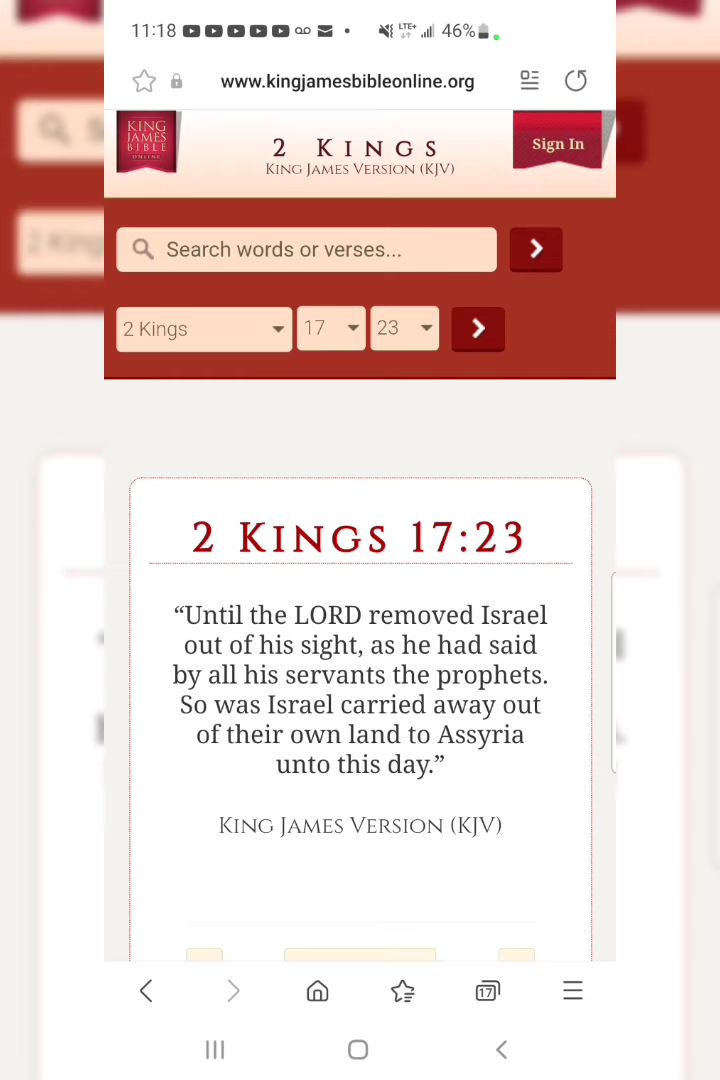 11:18
LTE+
46%
www.kingjamesbibleonline.org
KING
JAMES
BIBLE
ONLINE
2 KINGS
KING JAMES VERSION (KJV)
Sign In
Search words or verses...
2 Kings
17
23
2 KINGS 17:23
“Until the LORD removed Israel
out of his sight, as he had said
by all his servants the prophets.
So was Israel carried away out
of their own land to Assyria
unto this day.”
KING JAMES VERSION (KJV)
17